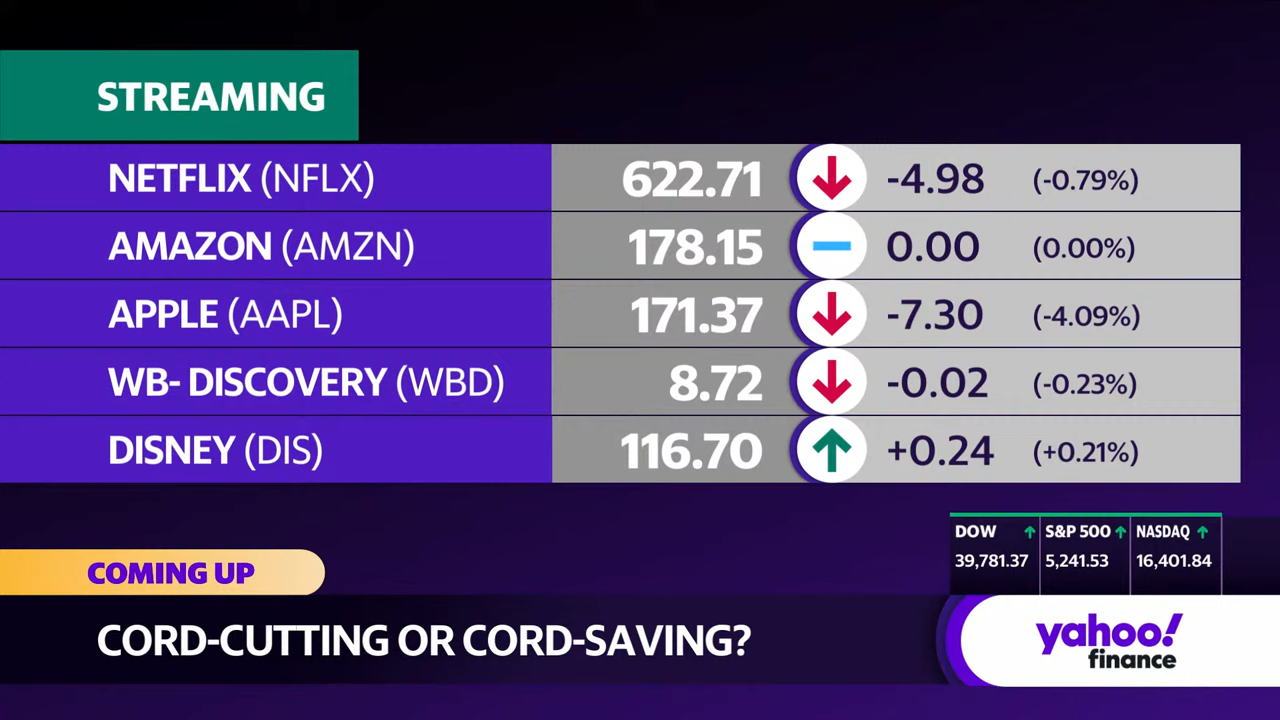 STREAMING
NETFLIX (NFLX) 622.71 -4.98 (-0.79%)
AMAZON (AMZN) 178.15 0.00 (0.00%)
APPLE (AAPL) 171.37 -7.30 (-4.09%)
WB- DISCOVERY (WBD) 8.72 -0.02 (-0.23%)
DISNEY (DIS) 116.70 +0.24 (+0.21%)
DOW S&P 500 NASDAQ
39,781.37 5,241.53 16,401.84
COMING UP
CORD-CUTTING OR CORD-SAVING?
yahoo!
finance